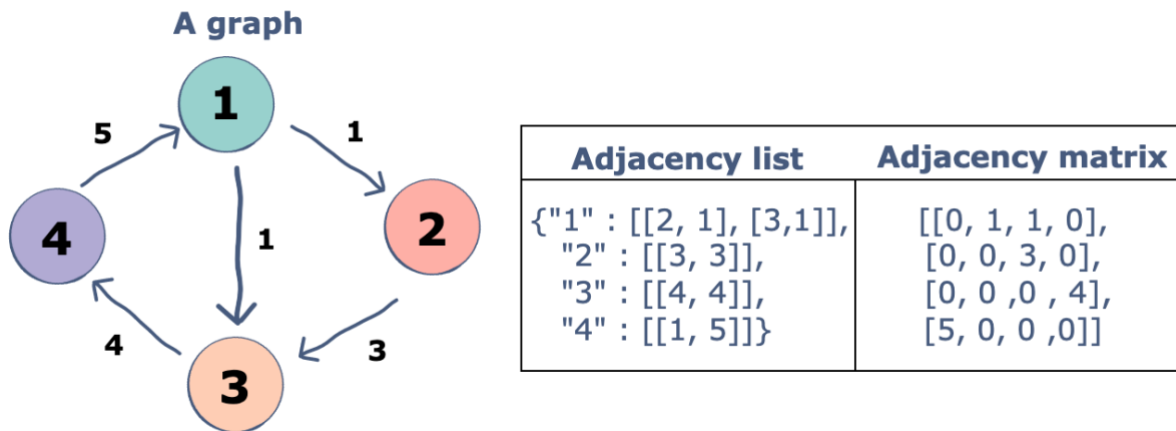 A graph
1
5
1
4
2
1
4
3
3
Adjacency list
Adjacency matrix
{"1" : [[2, 1], [3,1]],
"2" : [[3, 3]],
"3" : [[4, 4]],
"4" : [[1, 5]]}
[[0, 1, 1, 0],
[0, 0, 3, 0],
[0, 0 ,0 , 4],
[5, 0, 0 ,0]]